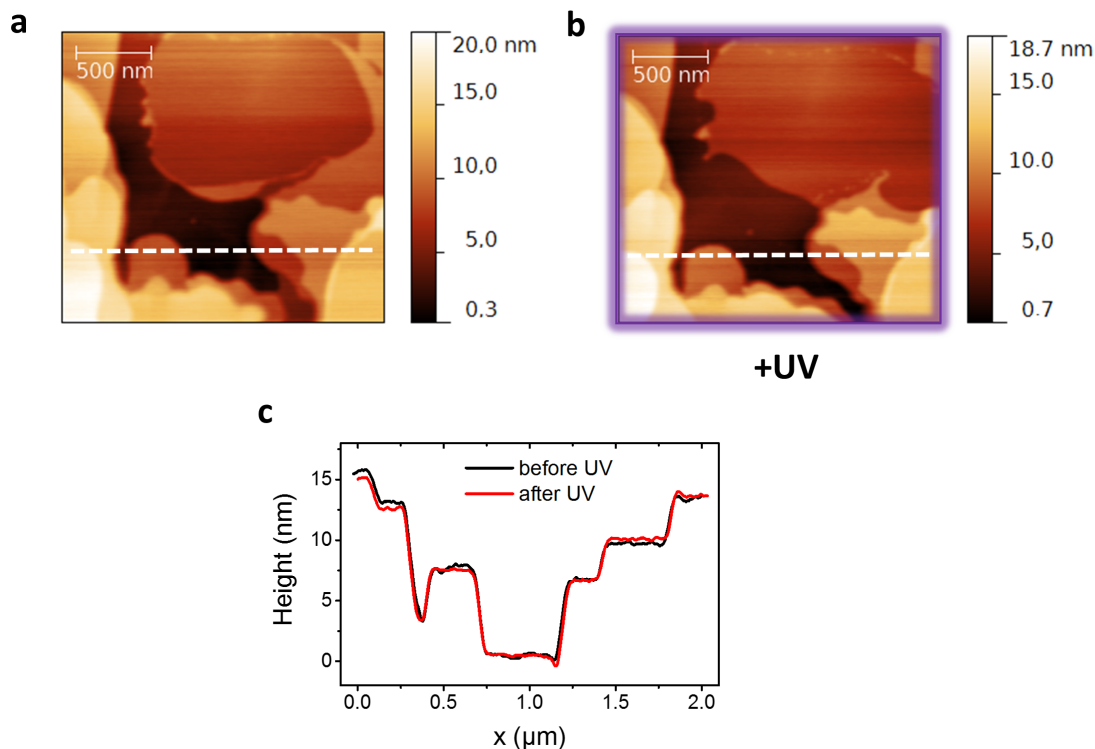 a
500 nm
20.0 nm
15,0
10,0
5,0
0.3
b
500 nm
18.7 nm
15.0
10.0
5,0
0.7
+UV
c
before UV
after UV
Height (nm)
15
10
5
0
0.0 0.5 1.0 1.5 2.0
x (µm)